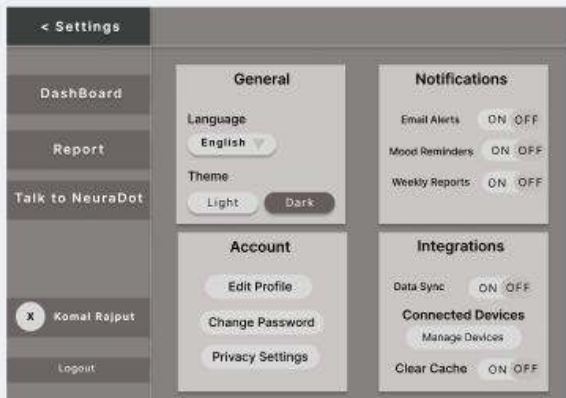 < Settings
DashBoard
Report
Talk to NeuraDot
X Komal Rajput
Logout
General
Language
English
Theme
Light Dark
Notifications
Email Alerts ON OFF
Mood Reminders ON OFF
Weekly Reports ON OFF
Account
Edit Profile
Change Password
Privacy Settings
Integrations
Data Sync ON OFF
Connected Devices
Manage Devices
Clear Cache ON OFF